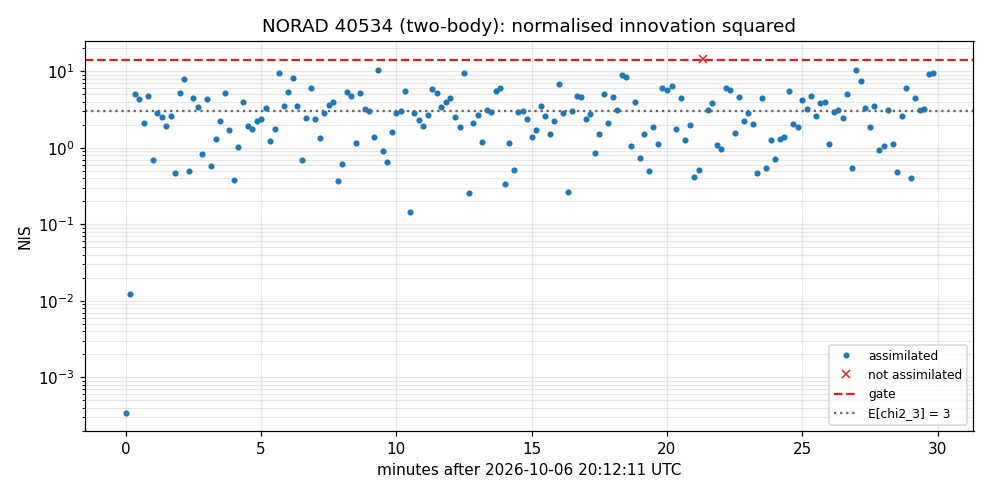 NORAD 40534 (two-body): normalised innovation squared
NIS
10¹
10⁰
10⁻¹
10⁻²
10⁻³
assimilated
not assimilated
gate
E[chi2_3] = 3
0 5 10 15 20 25 30
minutes after 2026-10-06 20:12:11 UTC